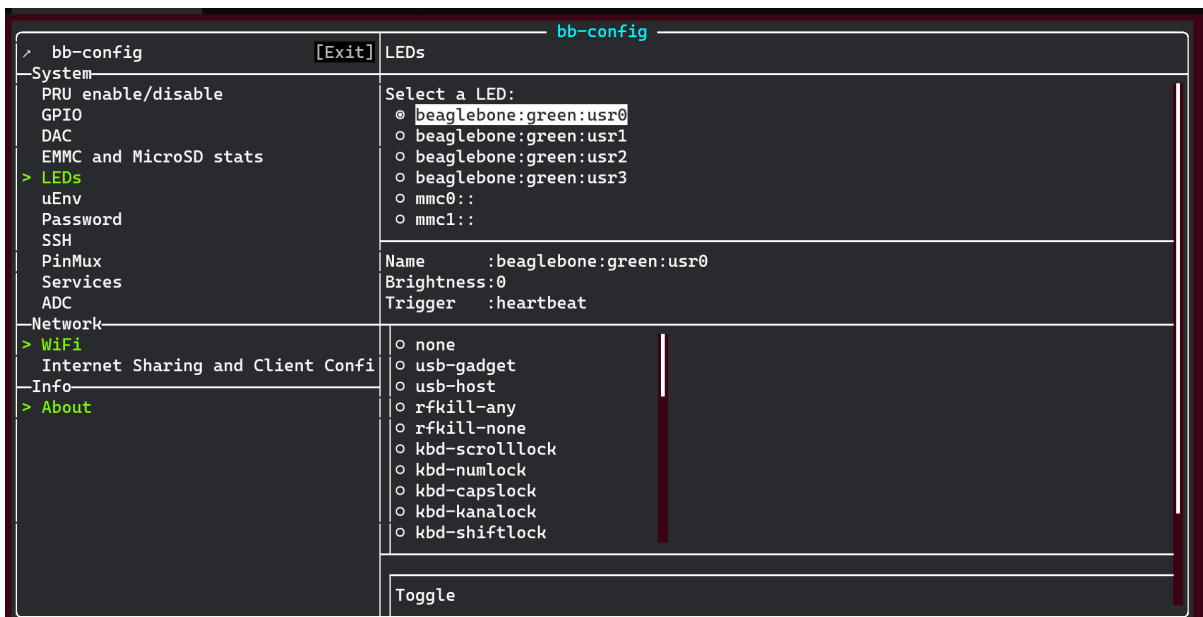 bb-config
bb-config [Exit]
System
PRU enable/disable
GPIO
DAC
EMMC and MicroSD stats
> LEDs
uEnv
Password
SSH
PinMux
Services
ADC
Network
> WiFi
Internet Sharing and Client Confi
Info
> About
LEDs
Select a LED:
beaglebone:green:usr0
beaglebone:green:usr1
beaglebone:green:usr2
beaglebone:green:usr3
mmc0::
mmc1::
Name :beaglebone:green:usr0
Brightness:0
Trigger :heartbeat
none
usb-gadget
usb-host
rfkill-any
rfkill-none
kbd-scrolllock
kbd-numlock
kbd-capslock
kbd-kanalock
kbd-shiftlock
Toggle